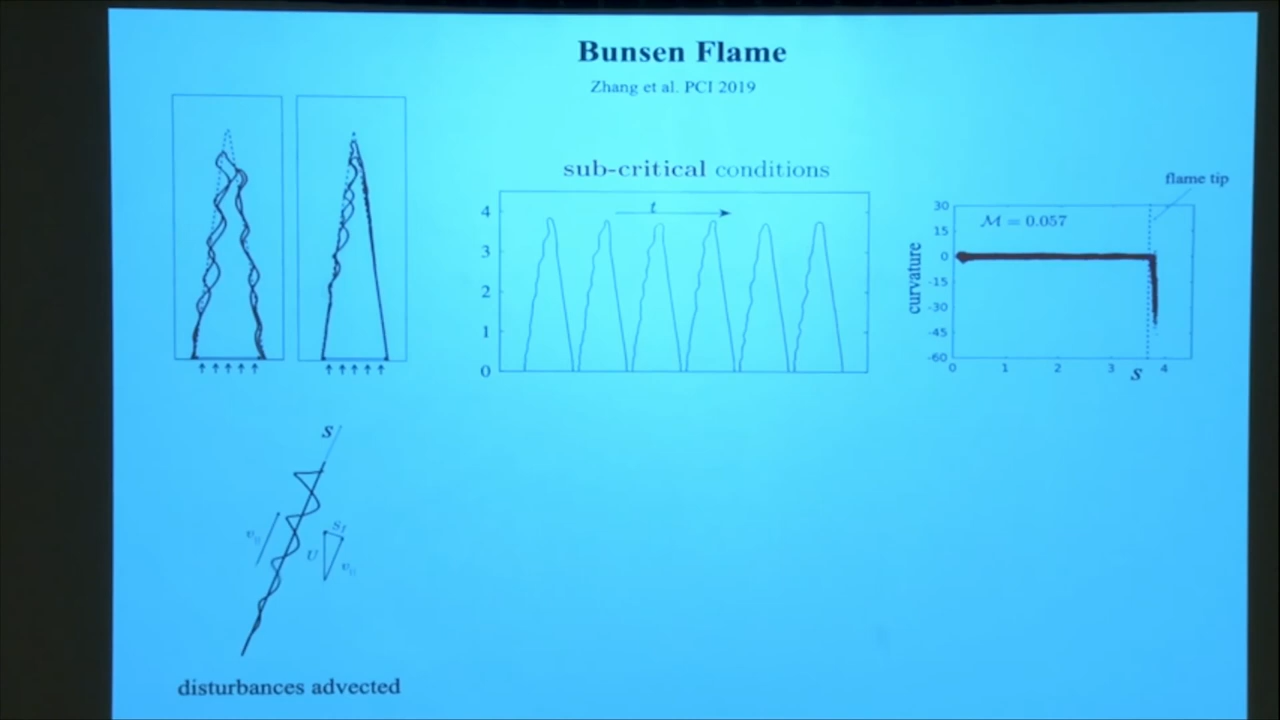 Bunsen Flame
Zhang et al. PCI 2019
sub-critical conditions
t
4
3
2
1
0
flame tip
ℳ = 0.057
curvature
30
15
0
-15
-30
-45
-60
0 1 2 3 4
s
s
v||
U
S_f
v||
disturbances advected